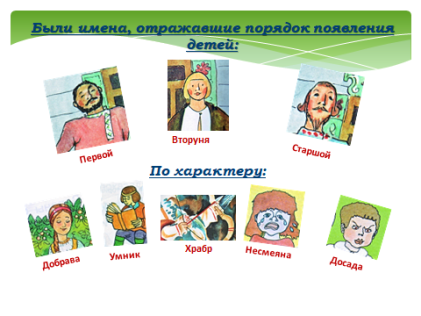 Были имена, отражавшие порядок появления
детей:
Первой
Вторуня
Старшой
По характеру:
Добрава
Умник
Храбр
Несмеяна
Досада